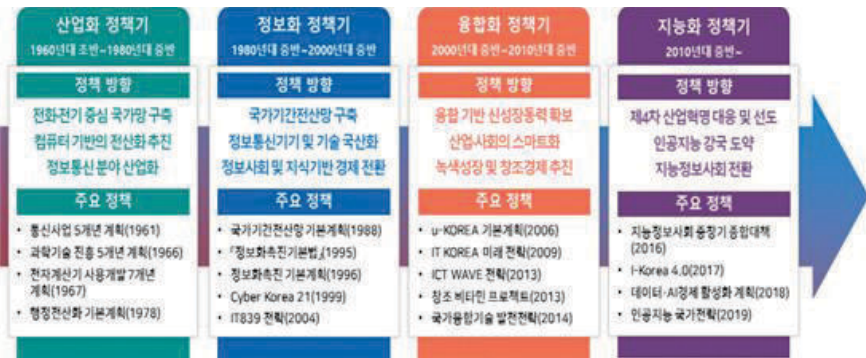 산업화 정책기
1960년대 초반~1980년대 중반
정책 방향
전화·전기 중심 국가망 구축
컴퓨터 기반의 전산화 추진
정보통신 분야 산업화
주요 정책
• 통신사업 5개년 계획(1961)
• 과학기술 진흥 5개년 계획(1966)
• 전자계산기 사용개발 7개년
계획(1967)
• 행정전산화 기본계획(1978)
정보화 정책기
1980년대 중반~2000년대 중반
정책 방향
국가기간전산망 구축
정보통신기기 및 기술 국산화
정보사회 및 지식기반 경제 전환
주요 정책
• 국가기간전산망 기본계획(1988)
• 「정보화촉진기본법」(1995)
• 정보화촉진 기본계획(1996)
• Cyber Korea 21(1999)
• IT839 전략(2004)
융합화 정책기
2000년대 중반~2010년대 중반
정책 방향
융합 기반 신성장동력 확보
산업·사회의 스마트화
녹색성장 및 창조경제 추진
주요 정책
• u-KOREA 기본계획(2006)
• IT KOREA 미래 전략(2009)
• ICT WAVE 전략(2013)
• 창조 비타민 프로젝트(2013)
• 국가융합기술 발전전략(2014)
지능화 정책기
2010년대 중반~
정책 방향
제4차 산업혁명 대응 및 선도
인공지능 강국 도약
지능정보사회 전환
주요 정책
• 지능정보사회 중장기 종합대책
(2016)
• I-Korea 4.0(2017)
• 데이터·AI경제 활성화 계획(2018)
• 인공지능 국가전략(2019)